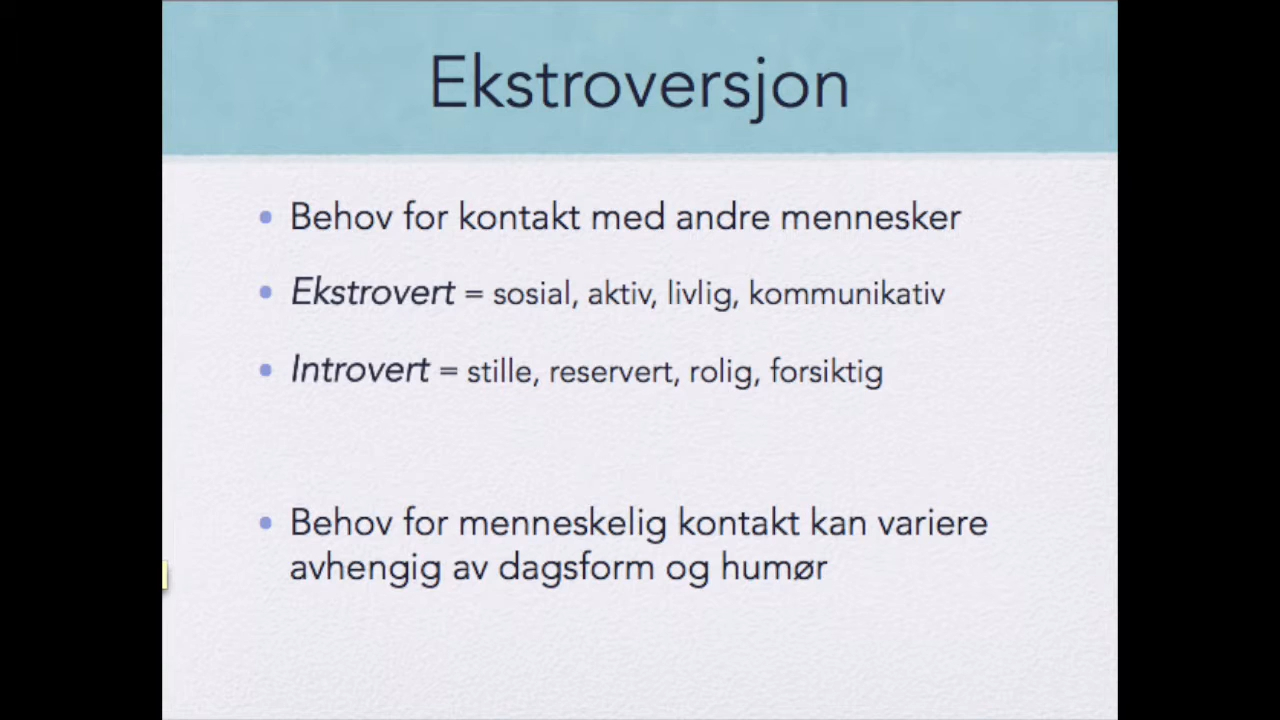 Ekstroversjon
• Behov for kontakt med andre mennesker
• Ekstrovert = sosial, aktiv, livlig, kommunikativ
• Introvert = stille, reservert, rolig, forsiktig
• Behov for menneskelig kontakt kan variere
avhengig av dagsform og humør